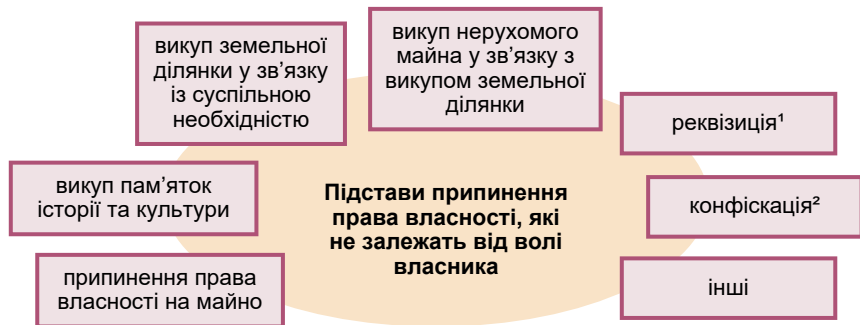 викуп земельної
ділянки у зв’язку
із суспільною
необхідністю
викуп нерухомого
майна у зв’язку з
викупом земельної
ділянки
реквізиція¹
викуп пам’яток
історії та культури
Підстави припинення
права власності, які
не залежать від волі
власника
конфіскація²
припинення права
власності на майно
інші